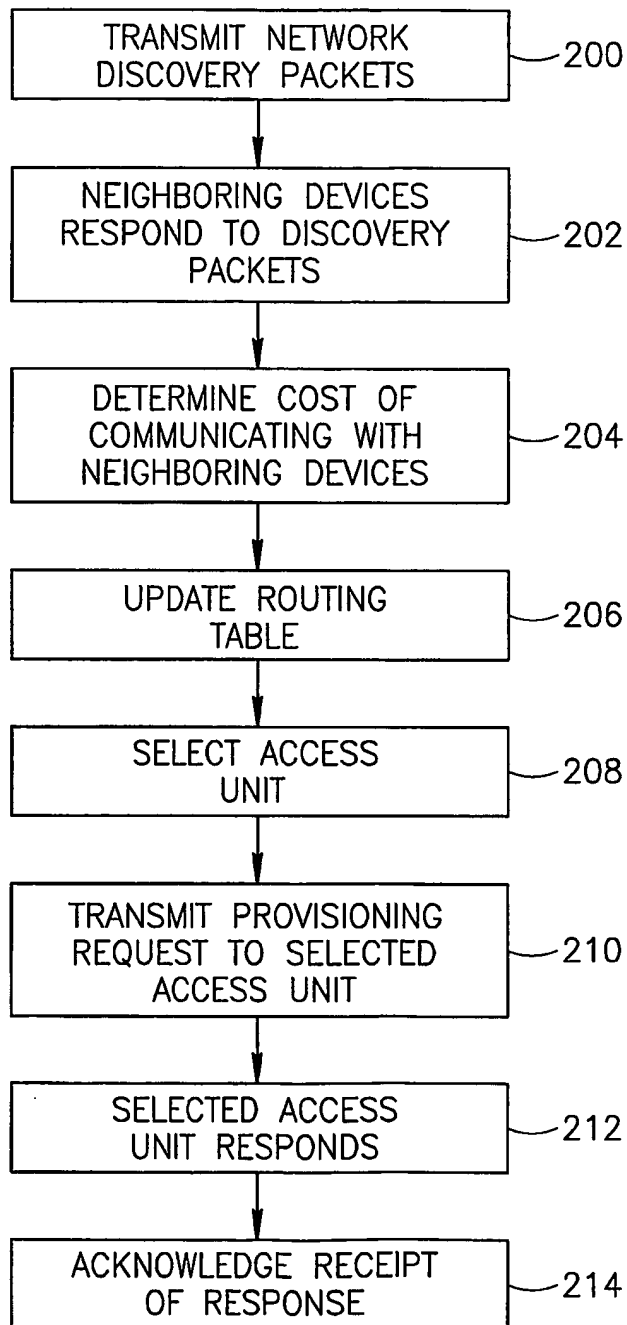 TRANSMIT NETWORK
DISCOVERY PACKETS
200
NEIGHBORING DEVICES
RESPOND TO DISCOVERY
PACKETS
202
DETERMINE COST OF
COMMUNICATING WITH
NEIGHBORING DEVICES
204
UPDATE ROUTING
TABLE
206
SELECT ACCESS
UNIT
208
TRANSMIT PROVISIONING
REQUEST TO SELECTED
ACCESS UNIT
210
SELECTED ACCESS
UNIT RESPONDS
212
ACKNOWLEDGE RECEIPT
OF RESPONSE
214